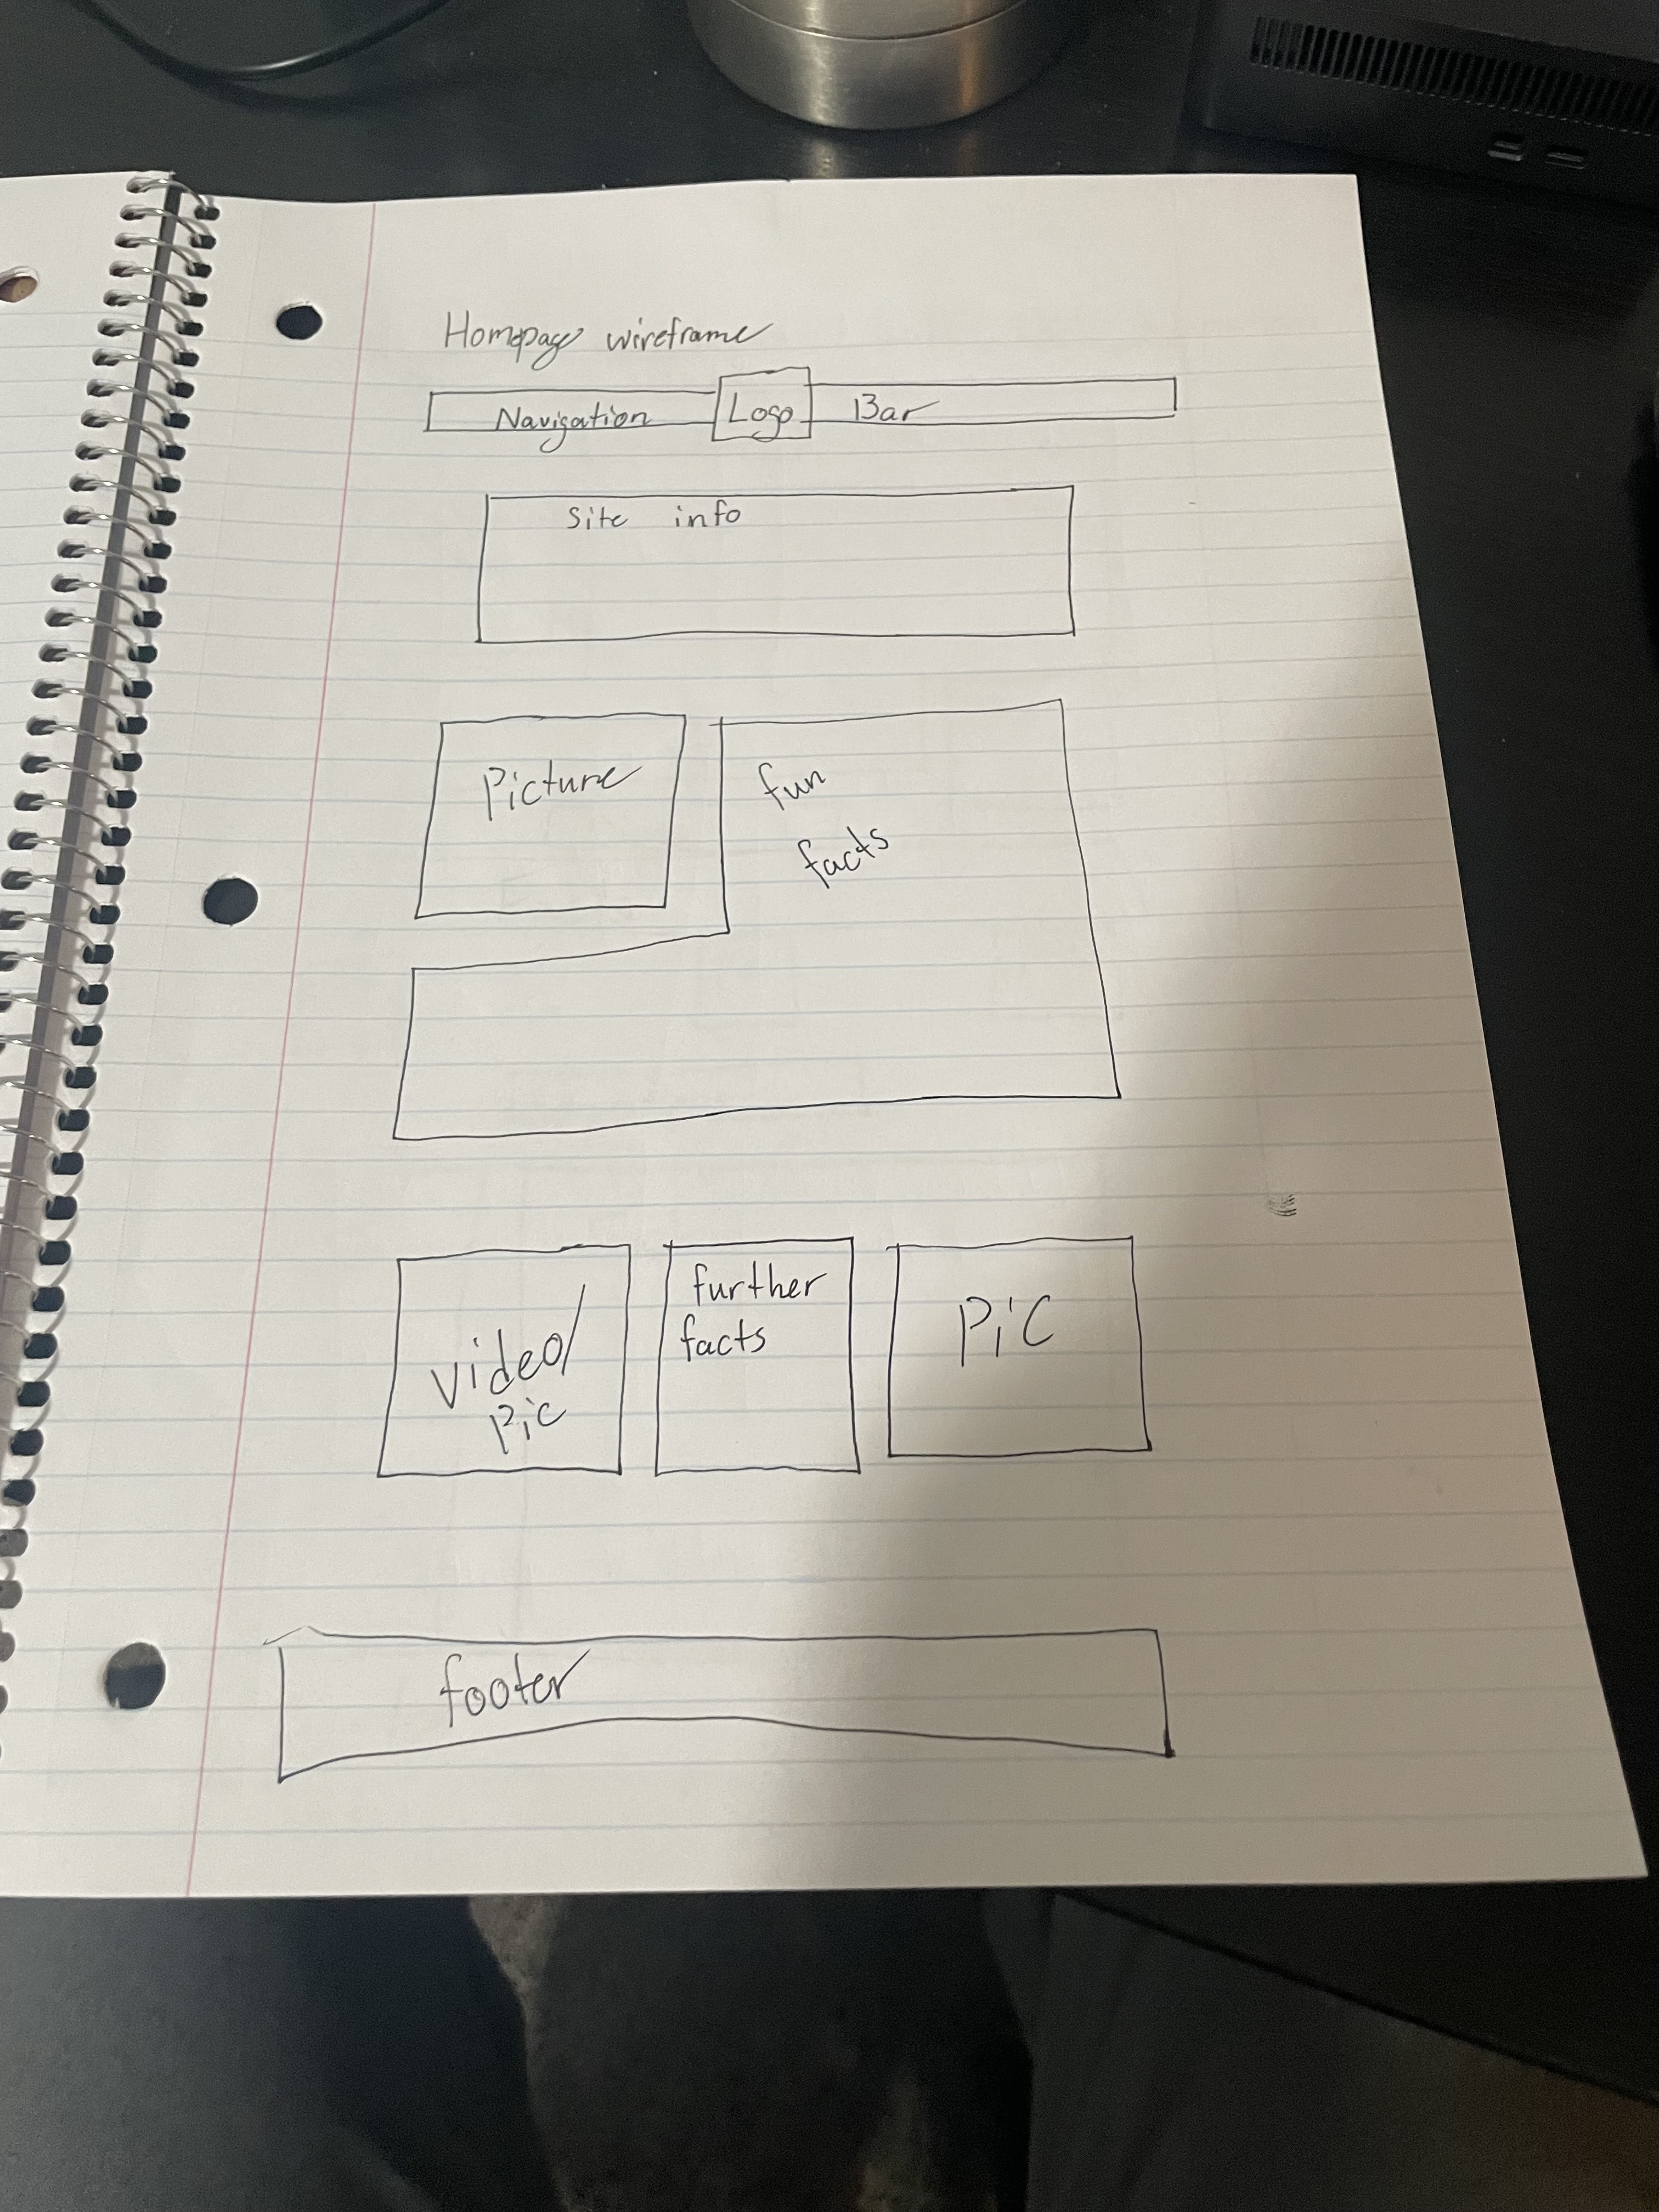 Homepage wireframe
Navigation Logo Bar
Site info
Picture
fun
facts
video/
pic
further
facts
PiC
footer